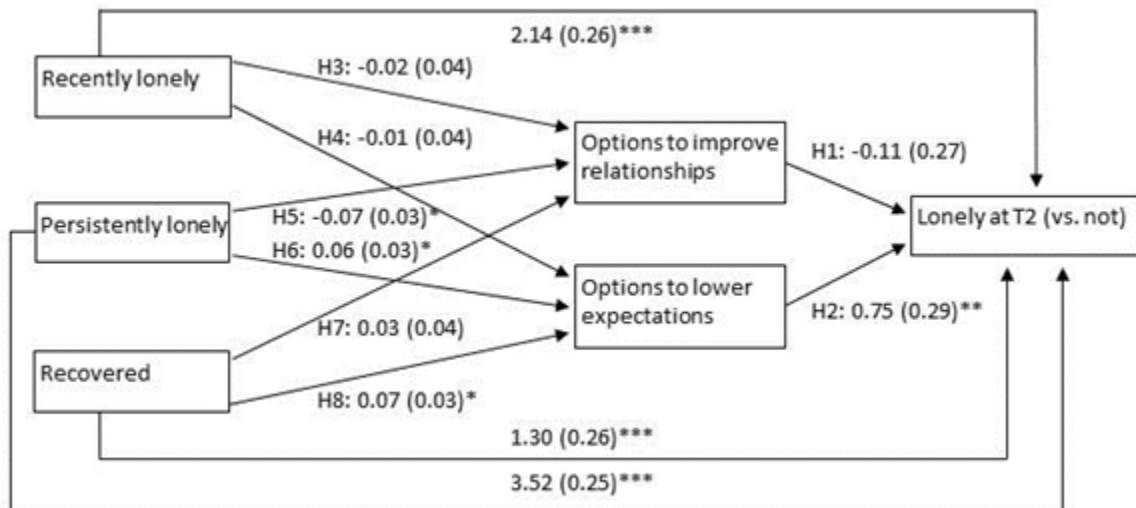 2.14 (0.26)***
Recently lonely
H3: -0.02 (0.04)
H4: -0.01 (0.04)
Options to improve
relationships
H1: -0.11 (0.27)
Persistently lonely
H5: -0.07 (0.03)*
H6: 0.06 (0.03)*
Lonely at T2 (vs. not)
Options to lower
expectations
H2: 0.75 (0.29)**
H7: 0.03 (0.04)
Recovered
H8: 0.07 (0.03)*
1.30 (0.26)***
3.52 (0.25)***